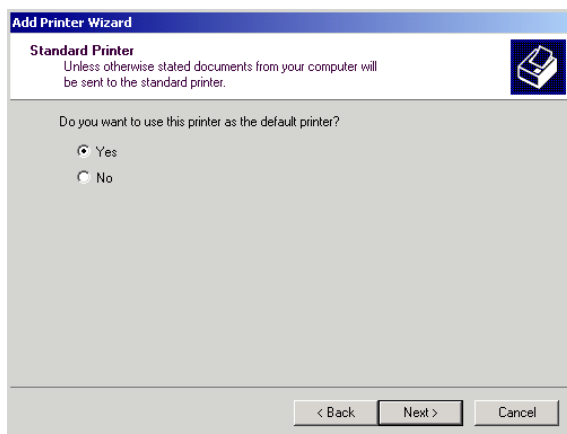 Add Printer Wizard
Standard Printer
Unless otherwise stated documents from your computer will
be sent to the standard printer.
Do you want to use this printer as the default printer?
Yes
No
< Back Next > Cancel